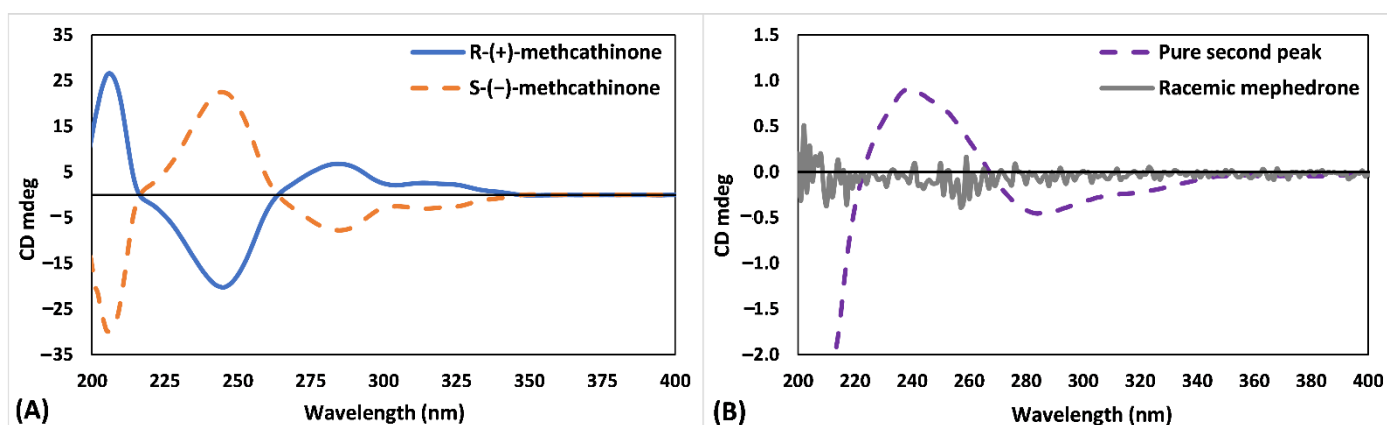 35
25
15
5
−5
−15
−25
−35
CD mdeg
R-(+)-methcathinone
S-(−)-methcathinone
200 225 250 275 300 325 350 375 400
Wavelength (nm)
(A)
1.5
1.0
0.5
0.0
−0.5
−1.0
−1.5
−2.0
CD mdeg
Pure second peak
Racemic mephedrone
200 220 240 260 280 300 320 340 360 380 400
Wavelength (nm)
(B)